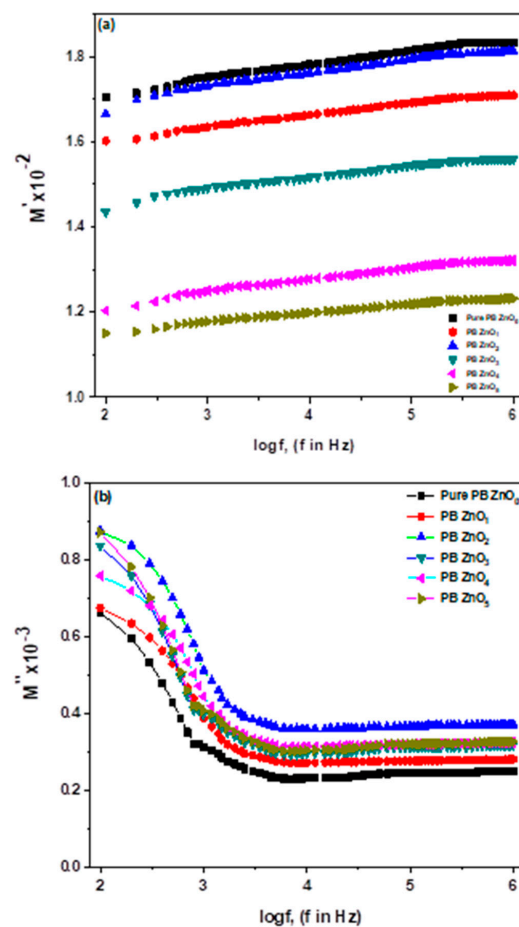 (a)
1.8
1.6
1.4
1.2
1.0
M' x10⁻²
2 3 4 5 6
logf, (f in Hz)
Pure PB ZnO₀
PB ZnO₁
PB ZnO₂
PB ZnO₃
PB ZnO₄
PB ZnO₅
(b)
1.0
0.8
0.6
0.4
0.2
0.0
M'' x10⁻³
2 3 4 5 6
logf, (f in Hz)
Pure PB ZnO₀
PB ZnO₁
PB ZnO₂
PB ZnO₃
PB ZnO₄
PB ZnO₅